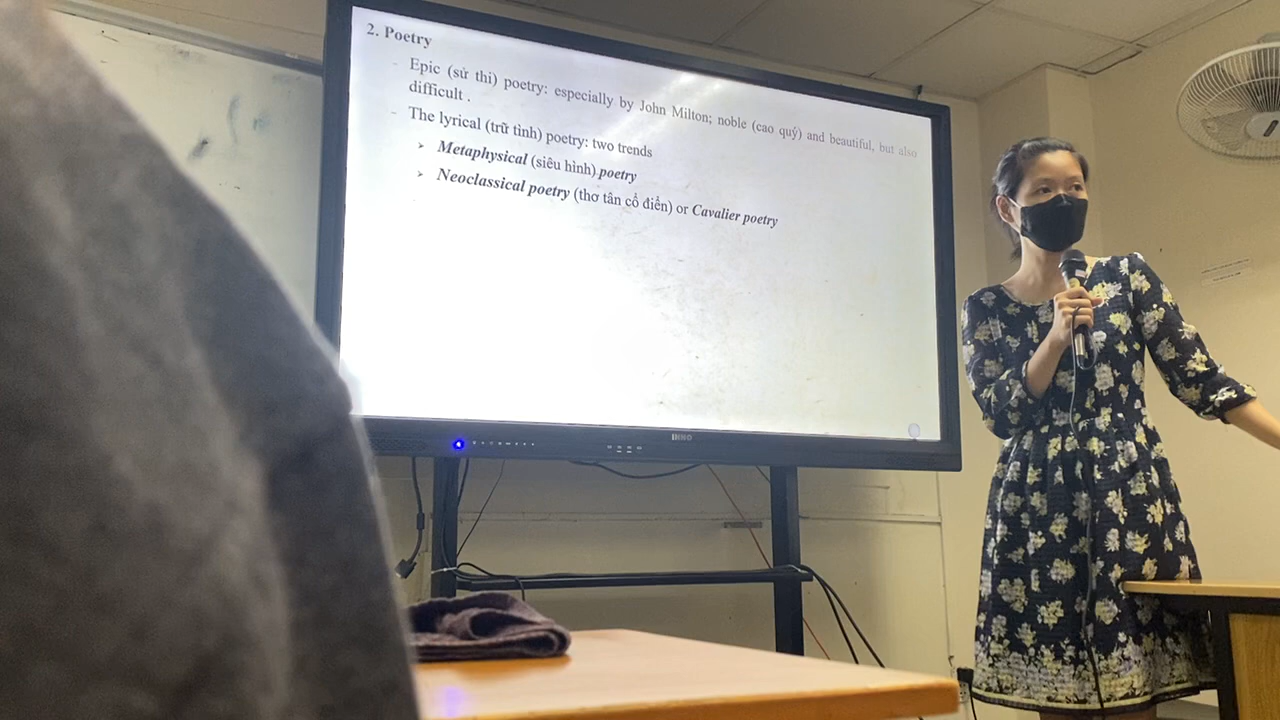 2. Poetry
- Epic (sử thi) poetry: especially by John Milton; noble (cao quý) and beautiful, but also
difficult .
- The lyrical (trữ tình) poetry: two trends
➢ Metaphysical (siêu hình) poetry
➢ Neoclassical poetry (thơ tân cổ điển) or Cavalier poetry
INNO